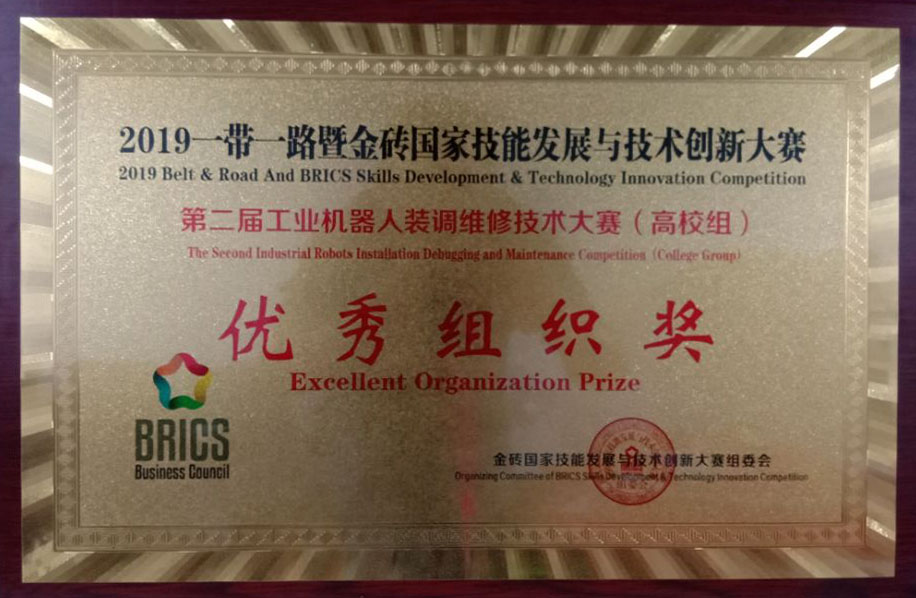 2019一带一路暨金砖国家技能发展与技术创新大赛
2019 Belt & Road And BRICS Skills Development & Technology Innovation Competition
第二届工业机器人装调维修技术大赛（高校组）
The Second Industrial Robots Installation Debugging and Maintenance Competition (College Group)
优秀组织奖
Excellent Organization Prize
BRICS
Business Council
金砖国家技能发展与技术创新大赛组委会
Organizing Committee of BRICS Skills Development & Technology Innovation Competition